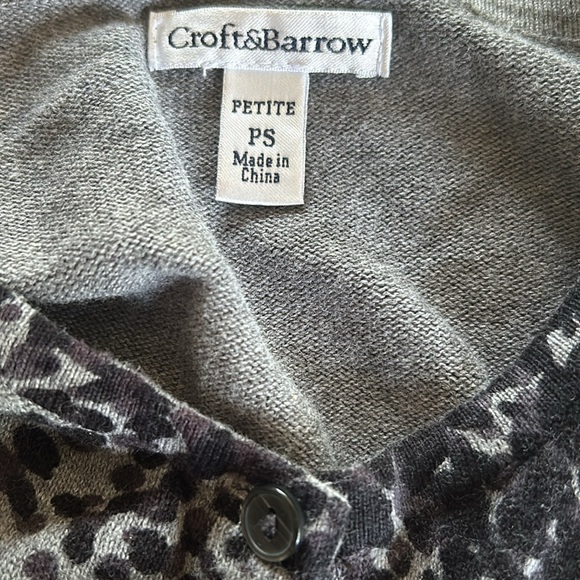 Croft&Barrow
PETITE
PS
Made in
China